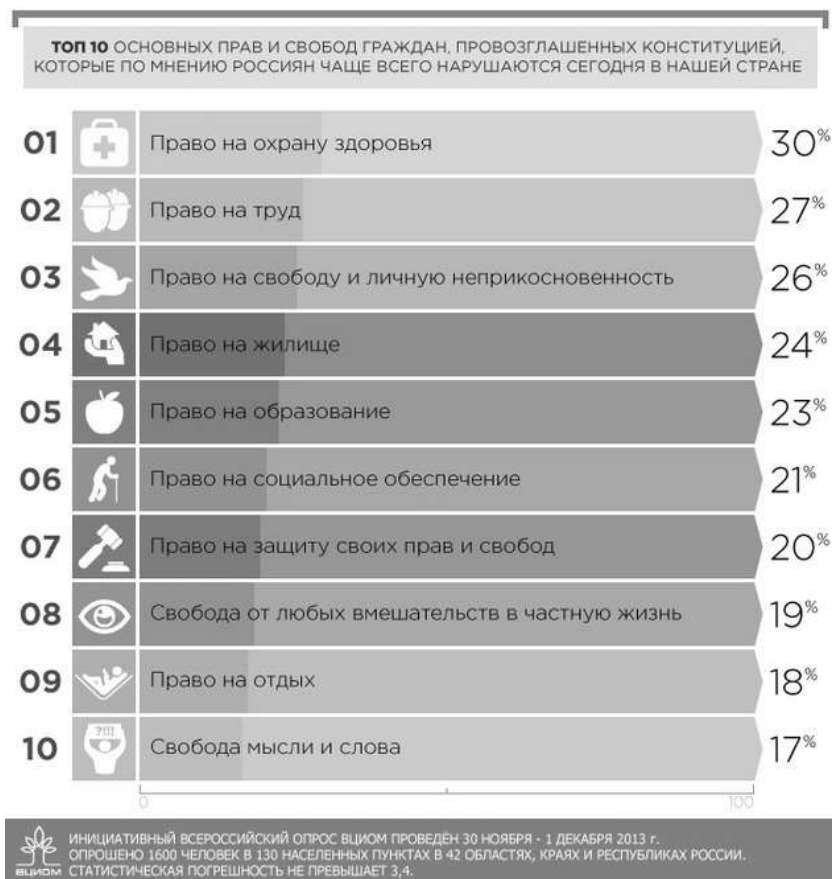 ТОП 10 ОСНОВНЫХ ПРАВ И СВОБОД ГРАЖДАН, ПРОВОЗГЛАШЕННЫХ КОНСТИТУЦИЕЙ,
КОТОРЫЕ ПО МНЕНИЮ РОССИЯН ЧАЩЕ ВСЕГО НАРУШАЮТСЯ СЕГОДНЯ В НАШЕЙ СТРАНЕ
01 Право на охрану здоровья 30%
02 Право на труд 27%
03 Право на свободу и личную неприкосновенность 26%
04 Право на жилище 24%
05 Право на образование 23%
06 Право на социальное обеспечение 21%
07 Право на защиту своих прав и свобод 20%
08 Свобода от любых вмешательств в частную жизнь 19%
09 Право на отдых 18%
?!!!
10 Свобода мысли и слова 17%
0 100
ИНИЦИАТИВНЫЙ ВСЕРОССИЙСКИЙ ОПРОС ВЦИОМ ПРОВЕДЁН 30 НОЯБРЯ - 1 ДЕКАБРЯ 2013 г.
ОПРОШЕНО 1600 ЧЕЛОВЕК В 130 НАСЕЛЕННЫХ ПУНКТАХ В 42 ОБЛАСТЯХ, КРАЯХ И РЕСПУБЛИКАХ РОССИИ.
ВЦИОМ СТАТИСТИЧЕСКАЯ ПОГРЕШНОСТЬ НЕ ПРЕВЫШАЕТ 3,4.